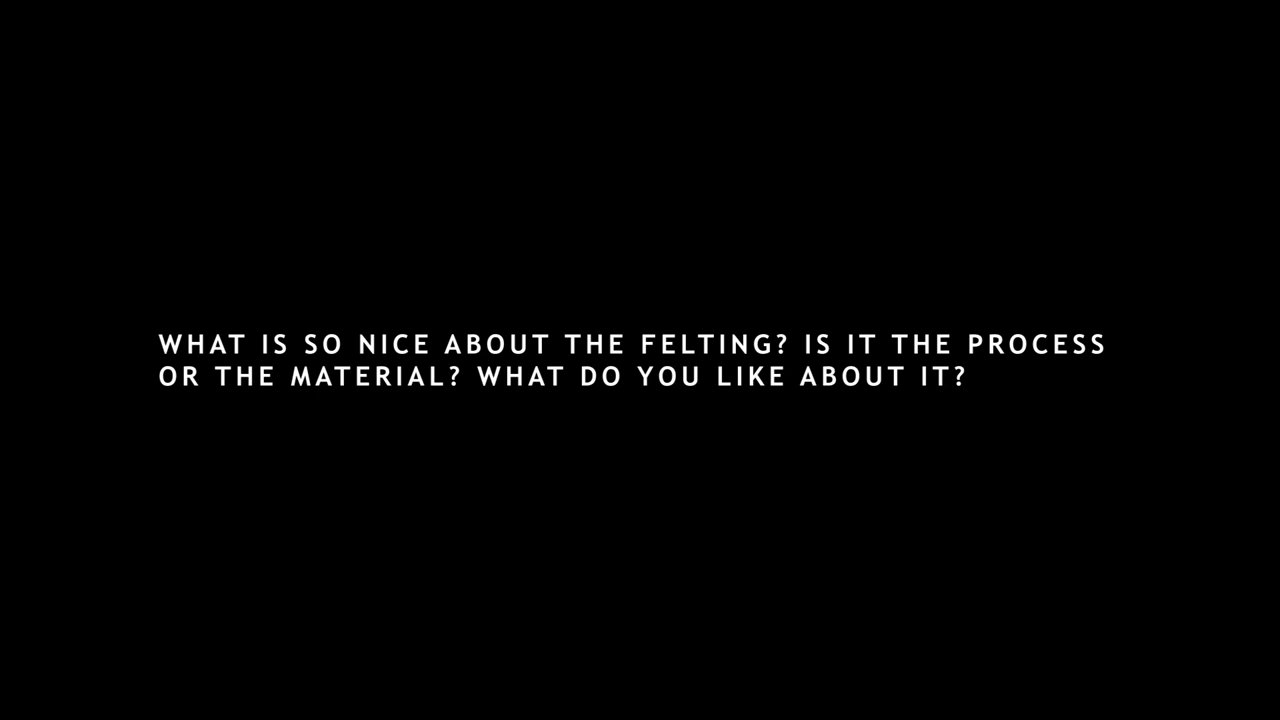 WHAT IS SO NICE ABOUT THE FELTING? IS IT THE PROCESS
OR THE MATERIAL? WHAT DO YOU LIKE ABOUT IT?